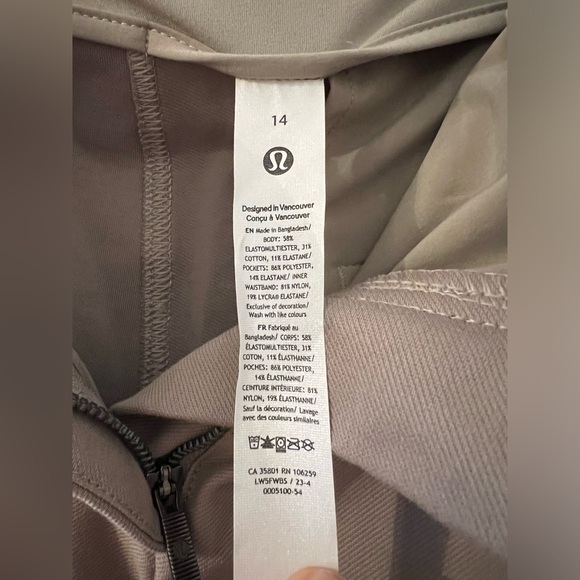 14
Designed in Vancouver
Conçu à Vancouver
EN Made in Bangladesh/
BODY: 58%
ELASTOMULTIESTER, 31%
COTTON, 11% ELASTANE/
POCKETS: 86% POLYESTER,
14% ELASTANE/ INNER
WAISTBAND: 81% NYLON,
19% LYCRA® ELASTANE/
Exclusive of decoration/
Wash with like colours
FR Fabriqué au
Bangladesh/ CORPS: 58%
ÉLASTOMULTIESTER, 31%
COTON, 11% ÉLASTHANNE/
POCHES: 86% POLYESTER,
14% ÉLASTHANNE/
CEINTURE INTÉRIEURE: 81%
NYLON, 19% ÉLASTHANNE/
Sauf la décoration/ Lavage
avec des couleurs similaires
CA 35801 RN 106259
LW5FWBS / 23-4
0005100-54